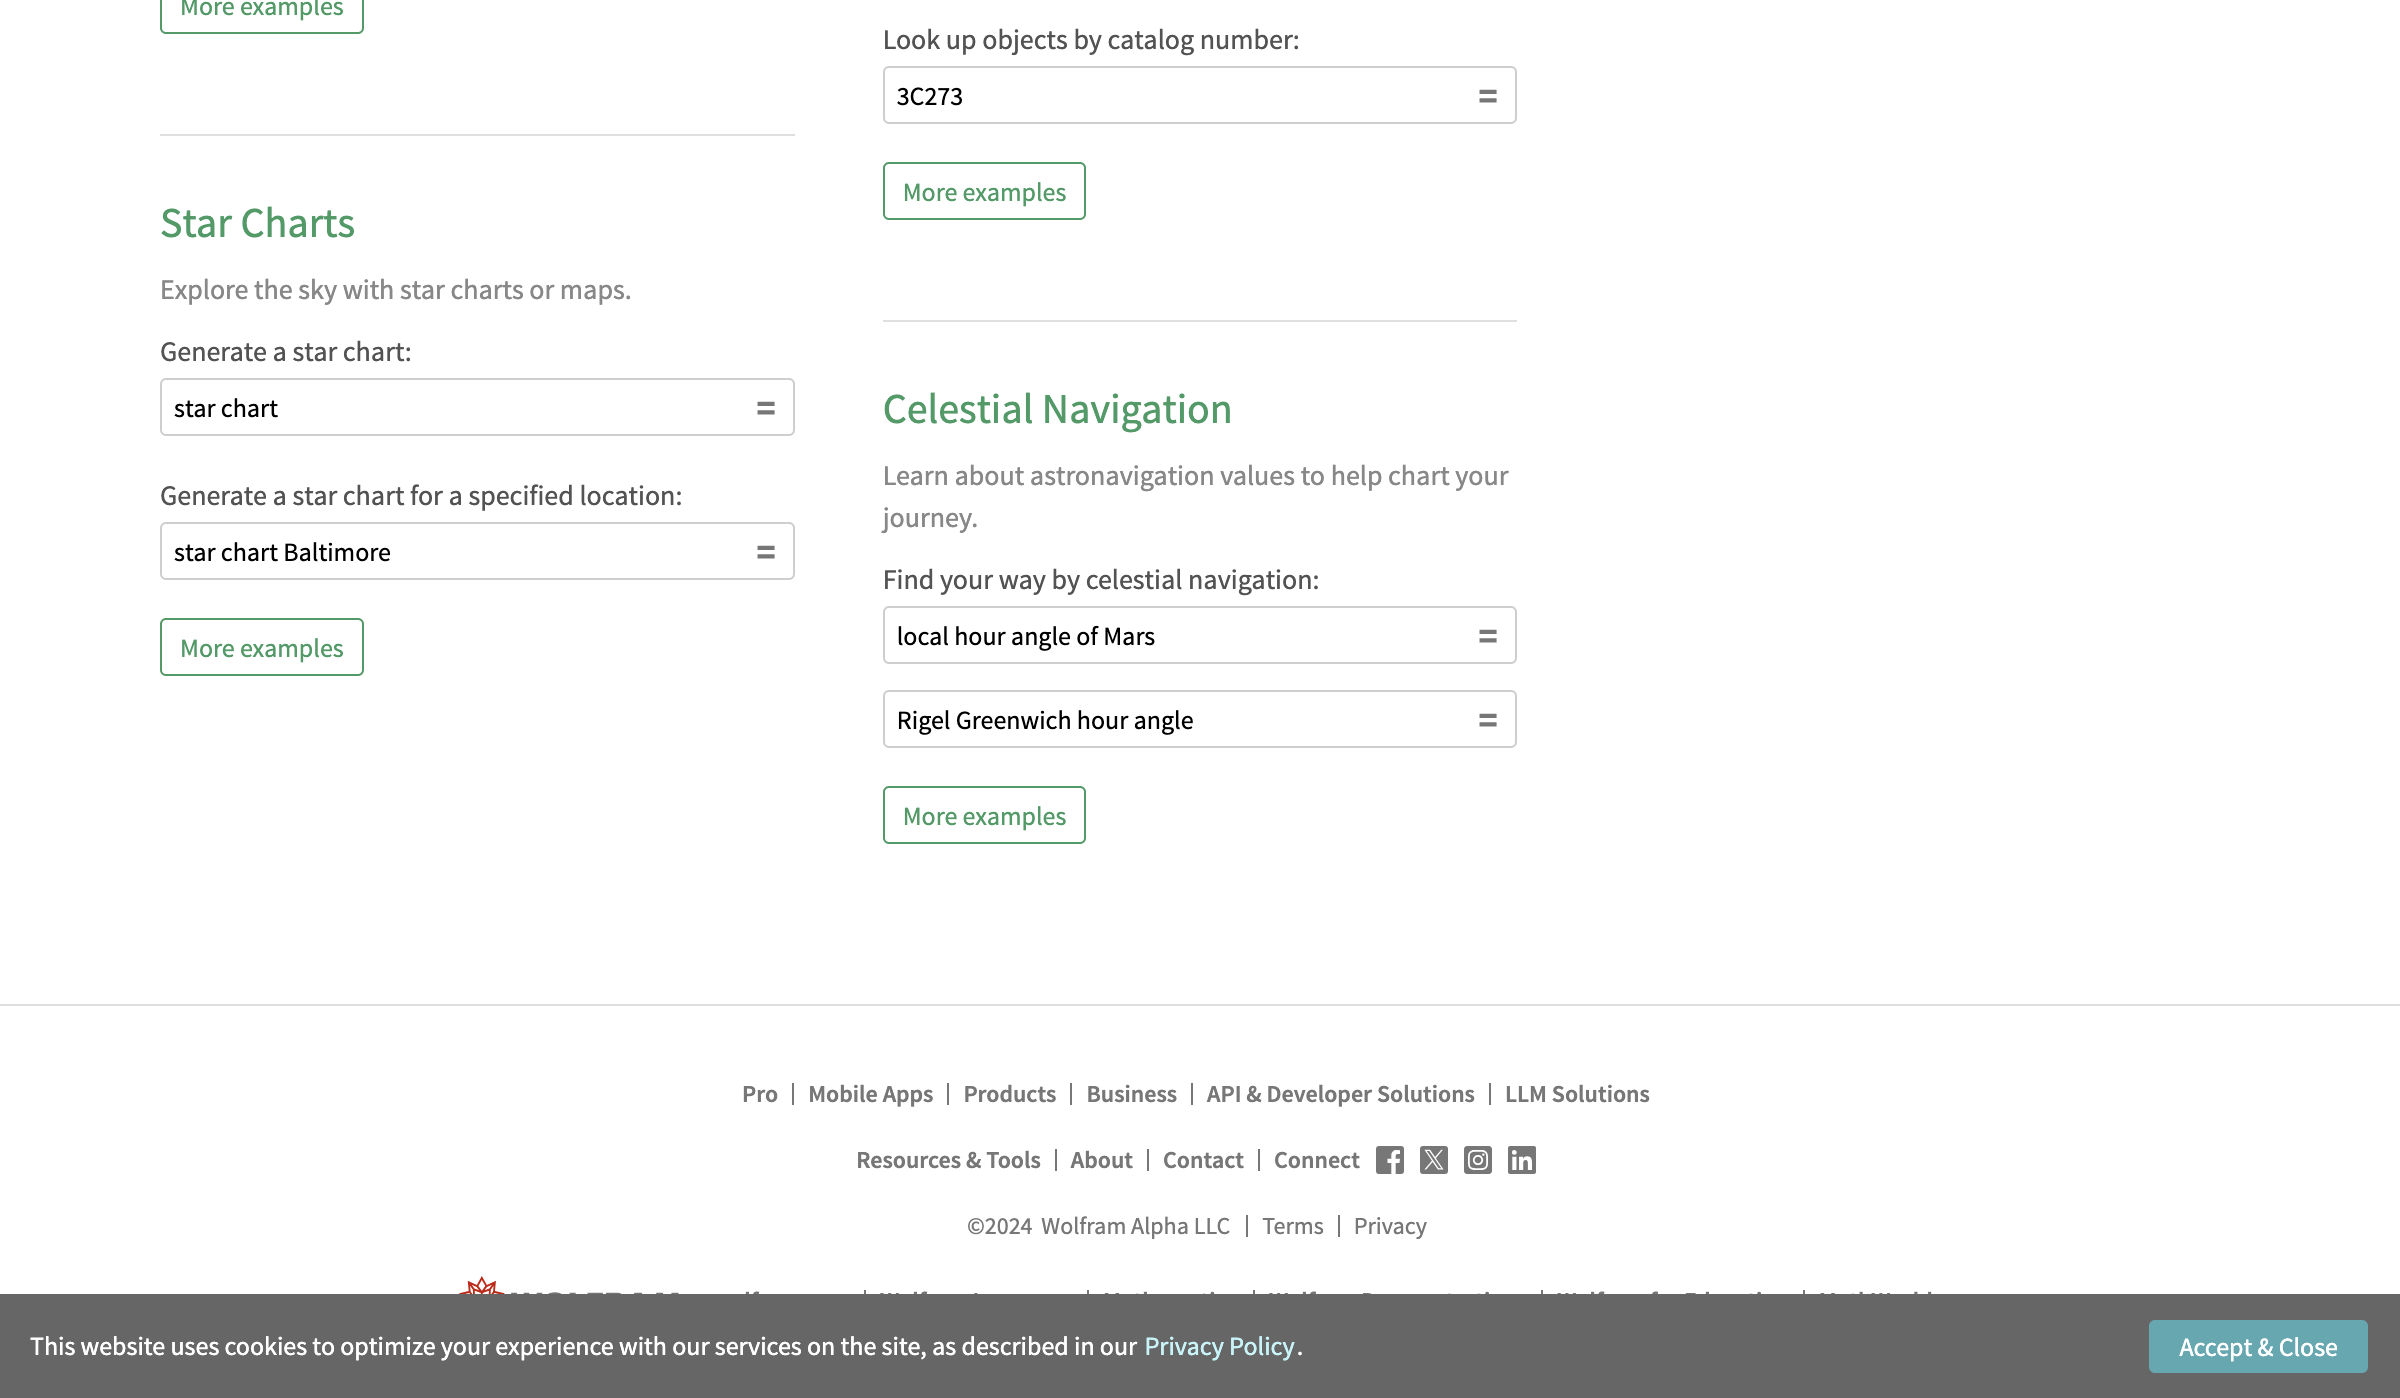 More examples
Star Charts
Explore the sky with star charts or maps.
Generate a star chart:
star chart
Generate a star chart for a specified location:
star chart Baltimore
More examples
Look up objects by catalog number:
3C273
More examples
Celestial Navigation
Learn about astronavigation values to help chart your
journey.
Find your way by celestial navigation:
local hour angle of Mars
Rigel Greenwich hour angle
More examples
Pro | Mobile Apps | Products | Business | API & Developer Solutions | LLM Solutions
Resources & Tools | About | Contact | Connect
©2024 Wolfram Alpha LLC | Terms | Privacy
This website uses cookies to optimize your experience with our services on the site, as described in our Privacy Policy.
Accept & Close